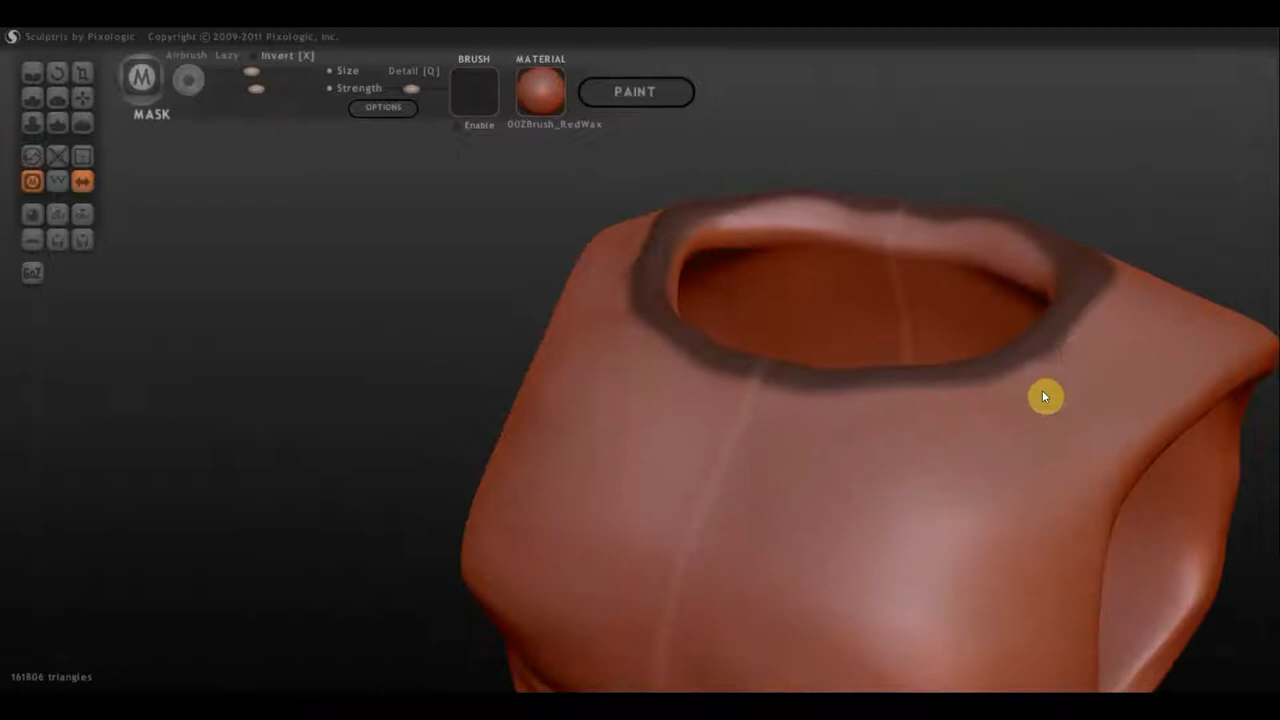 Sculptris by Pixologic Copyright © 2009-2011 Pixologic, Inc.
Airbrush Lazy Invert [X]
BRUSH
MATERIAL
Size
Detail [Q]
M
Strength
PAINT
OPTIONS
MASK
Enable
00ZBrush_RedWax
M
GoZ
161806 triangles